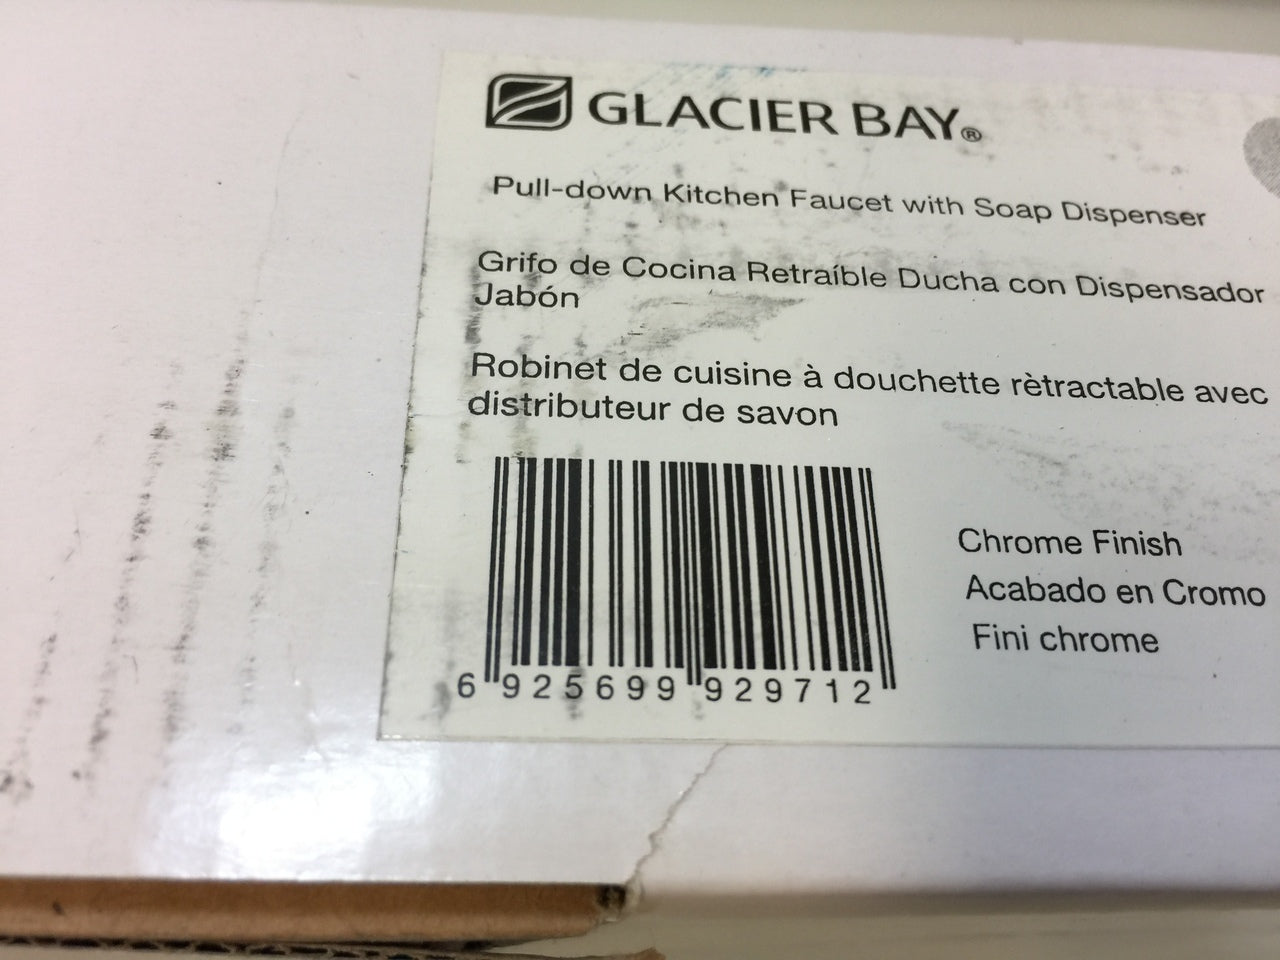 GLACIER BAY®
Pull-down Kitchen Faucet with Soap Dispenser
Grifo de Cocina Retraíble Ducha con Dispensador
Jabón
Robinet de cuisine à douchette rètractable avec
distributeur de savon
Chrome Finish
Acabado en Cromo
Fini chrome
6 925699 929712